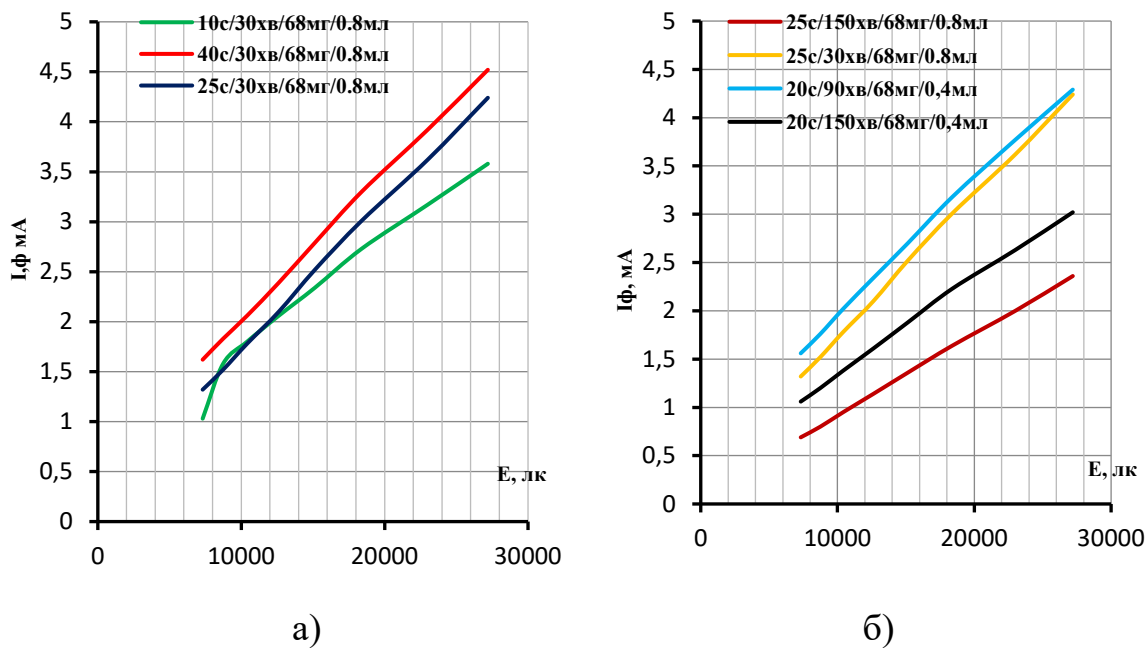 10с/30хв/68мг/0.8мл
40с/30хв/68мг/0.8мл
25с/30хв/68мг/0.8мл
5
4,5
4
3,5
3
2,5
2
1,5
1
0,5
0
I,ф мА
Е, лк
0 10000 20000 30000
а)
25с/150хв/68мг/0.8мл
25с/30хв/68мг/0.8мл
20с/90хв/68мг/0,4мл
20с/150хв/68мг/0,4мл
5
4,5
4
3,5
3
2,5
2
1,5
1
0,5
0
Iф, мА
Е, лк
0 10000 20000 30000
б)